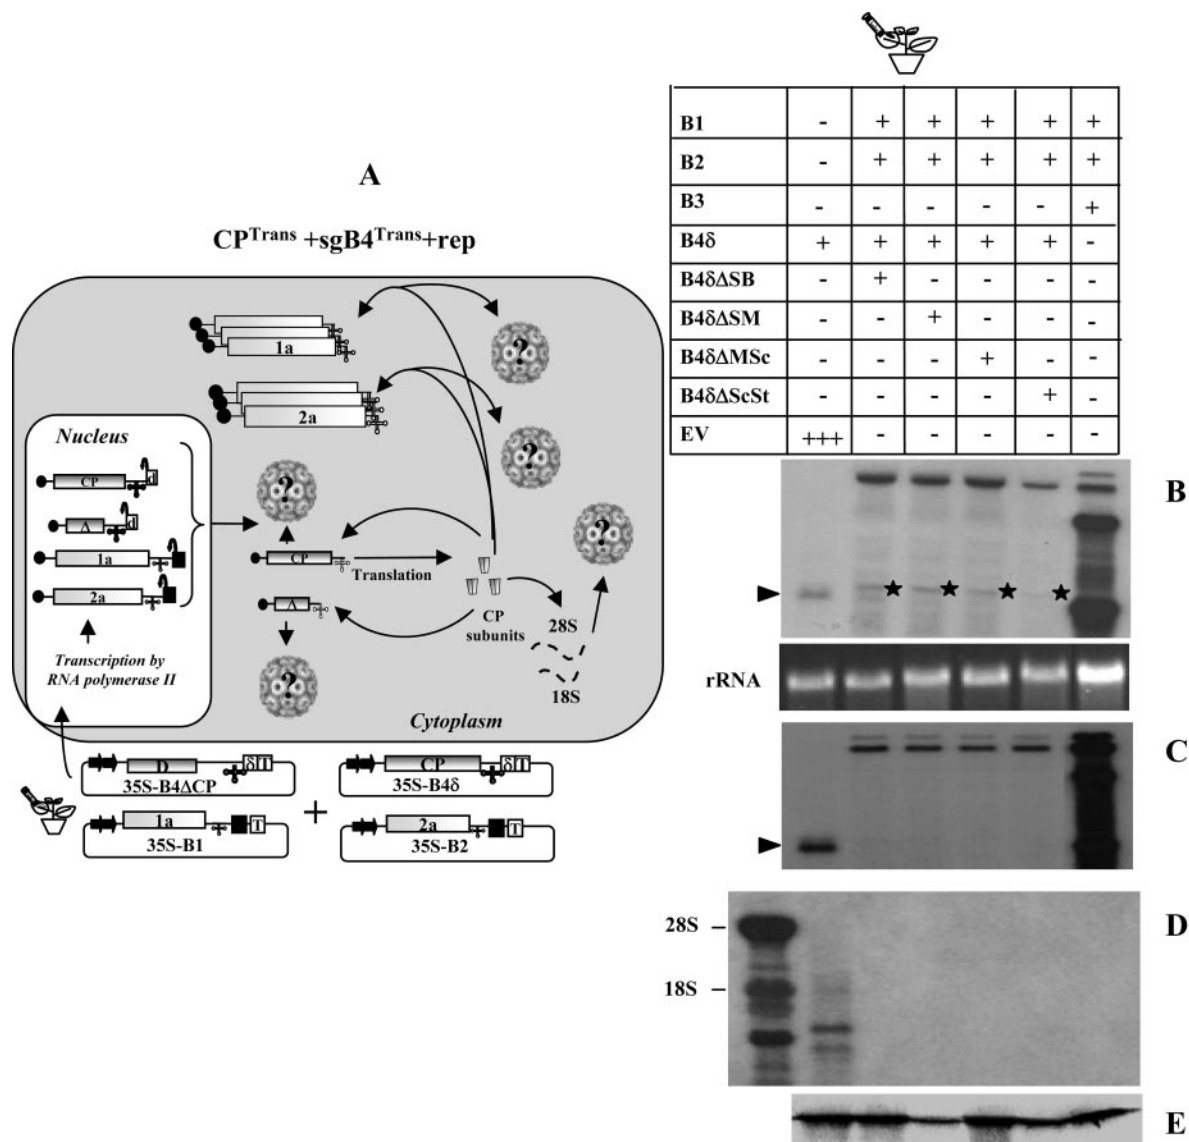 A
CP^Trans +sgB4^Trans+rep
1a
2a
Nucleus
CP d
Δ d
1a
2a
Transcription by
RNA polymerase II
?
?
?
?
?
CP
Translation
Δ
CP
subunits
28S
18S
Cytoplasm
D δ T
35S-B4ΔCP
CP δ T
35S-B4δ
1a T
35S-B1
+
2a T
35S-B2
B1 - + + + + +
B2 - + + + + +
B3 - - - - - +
B4δ + + + + + -
B4δΔSB - + - - - -
B4δΔSM - - + - - -
B4δΔMSc - - - + - -
B4δΔScSt - - - - + -
EV +++ - - - - -
B
rRNA
C
28S –
18S –
D
E